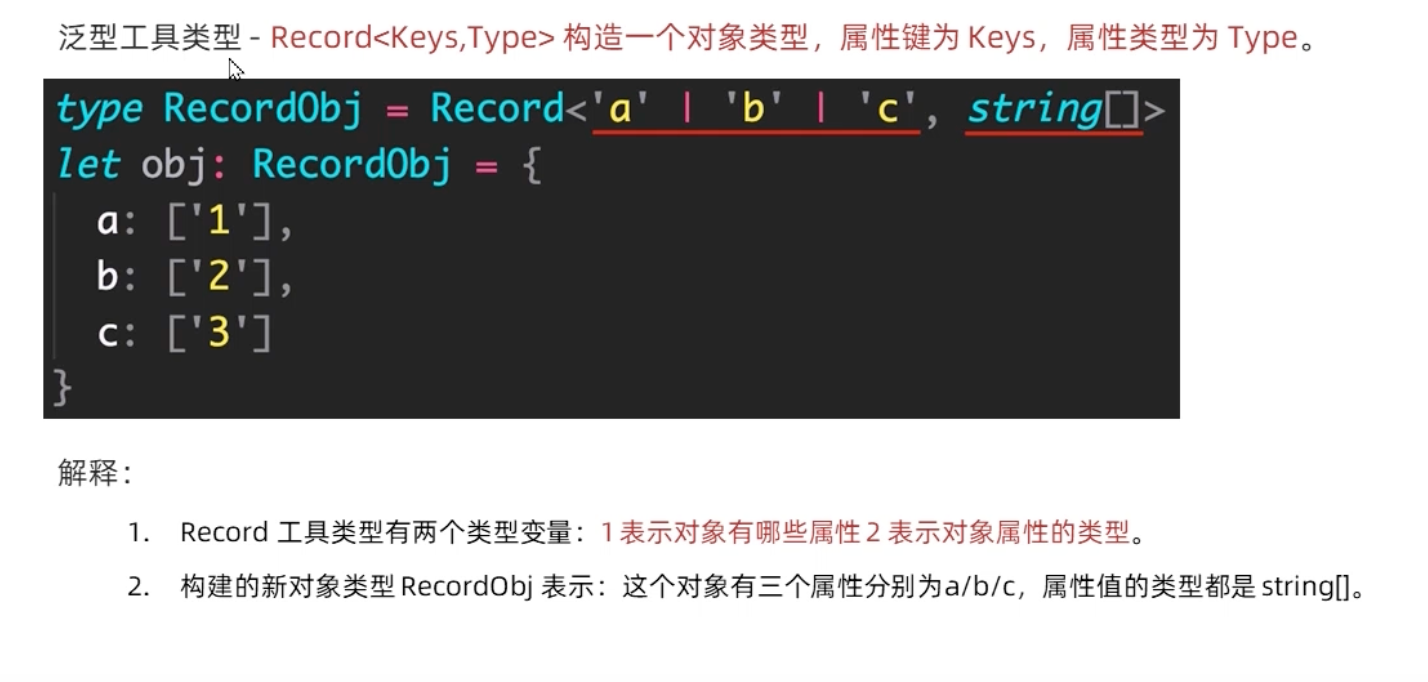 泛型工具类型 - Record<Keys,Type> 构造一个对象类型，属性键为 Keys，属性类型为 Type。
type RecordObj = Record<'a' | 'b' | 'c', string[]>
let obj: RecordObj = {
  a: ['1'],
  b: ['2'],
  c: ['3']
}
解释：
1. Record 工具类型有两个类型变量：1 表示对象有哪些属性 2 表示对象属性的类型。
2. 构建的新对象类型 RecordObj 表示：这个对象有三个属性分别为a/b/c，属性值的类型都是 string[]。